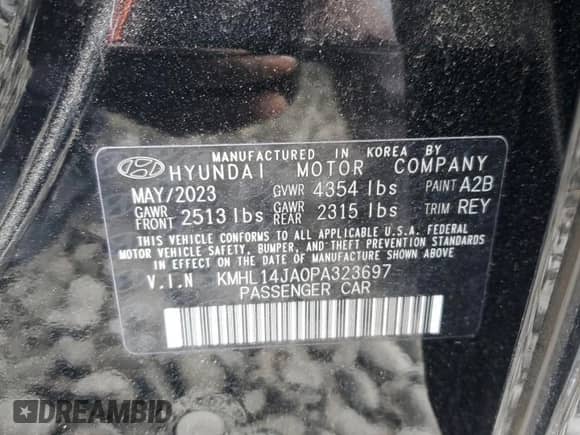 MANUFACTURED IN KOREA BY
HYUNDAI MOTOR COMPANY
MAY/2023 GVWR 4354 lbs PAINT A2B
GAWR FRONT 2513 lbs GAWR REAR 2315 lbs TRIM REY
THIS VEHICLE CONFORMS TO ALL APPLICABLE U.S.A. FEDERAL
MOTOR VEHICLE SAFETY, BUMPER, AND THEFT PREVENTION STANDARDS
IN EFFECT ON THE DATE OF MANUFACTURE SHOWN ABOVE.
V.I.N KMHL14JA0PA323697
PASSENGER CAR
DREAMBID